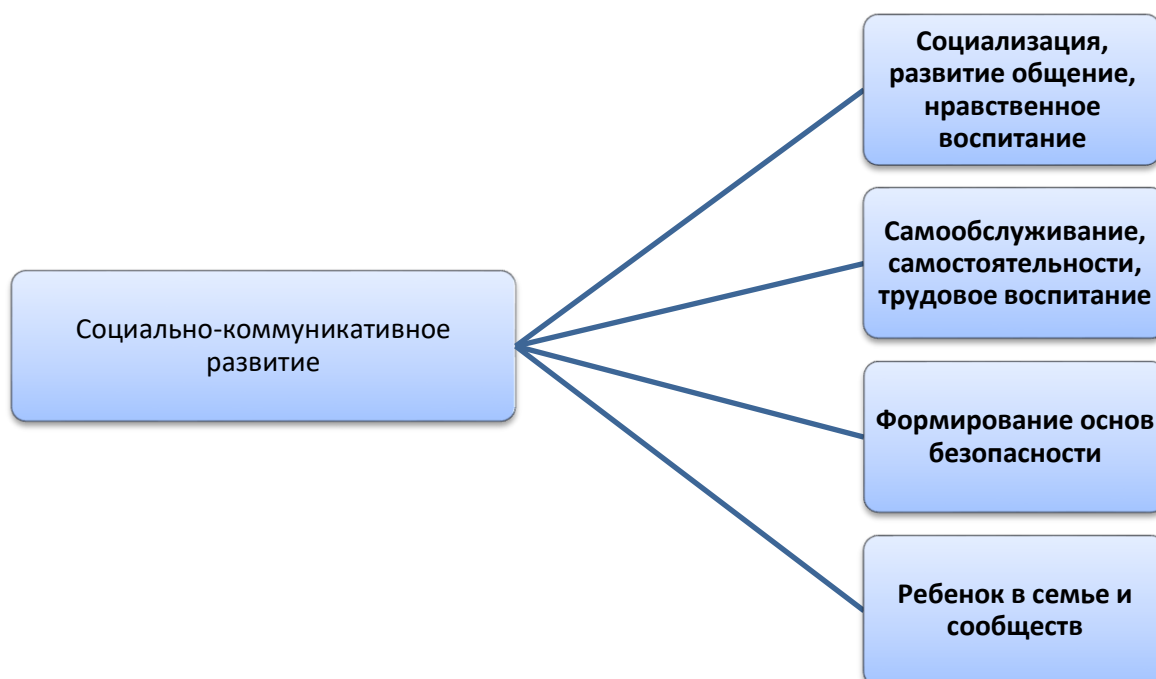 Социально-коммуникативное
развитие
Социализация,
развитие общение,
нравственное
воспитание
Самообслуживание,
самостоятельности,
трудовое воспитание
Формирование основ
безопасности
Ребенок в семье и
сообществ